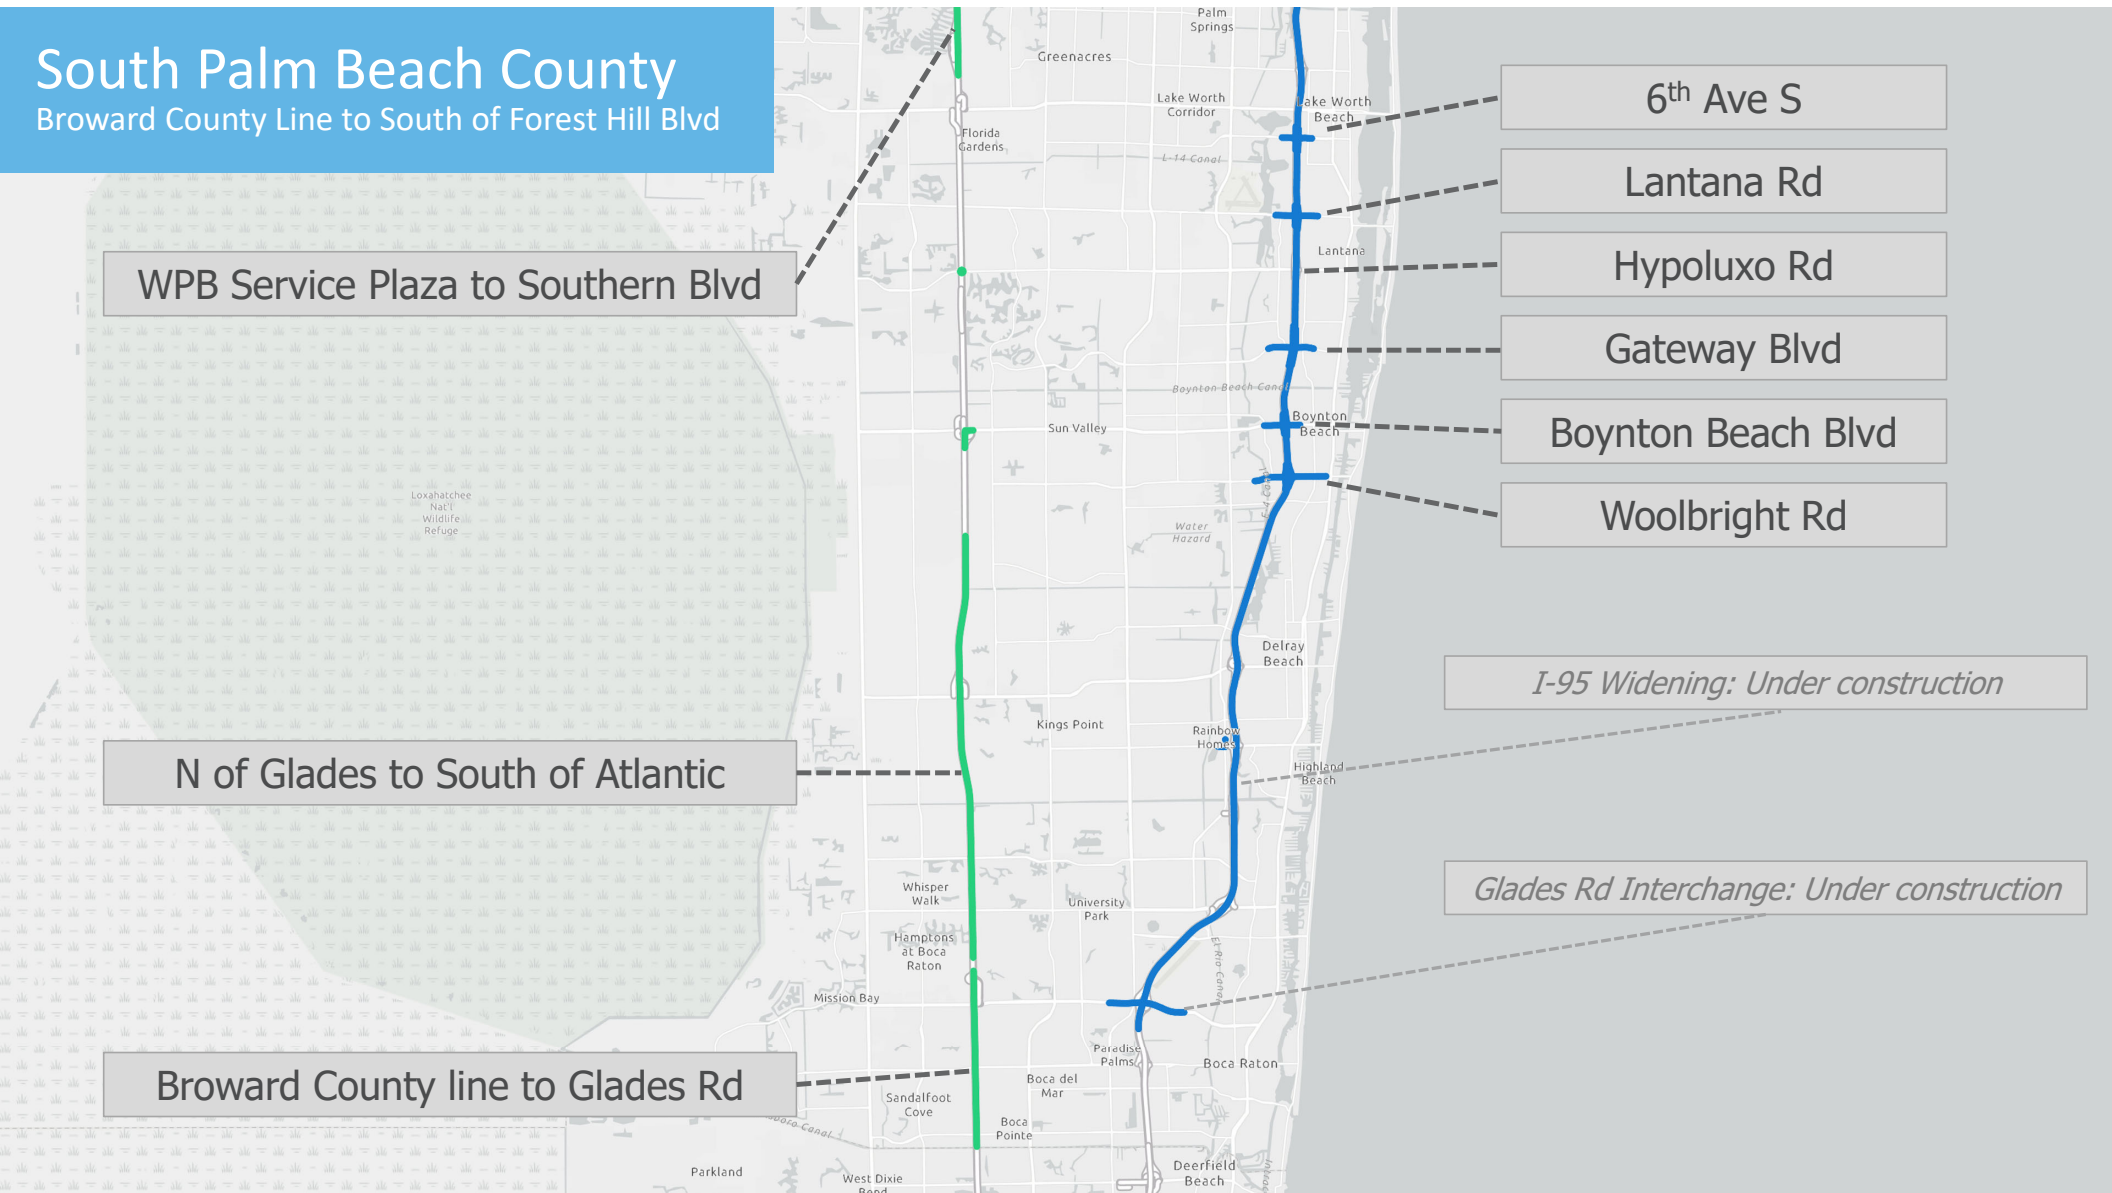 South Palm Beach County
Broward County Line to South of Forest Hill Blvd
WPB Service Plaza to Southern Blvd
N of Glades to South of Atlantic
Broward County line to Glades Rd
6th Ave S
Lantana Rd
Hypoluxo Rd
Gateway Blvd
Boynton Beach Blvd
Woolbright Rd
I-95 Widening: Under construction
Glades Rd Interchange: Under construction
Palm
Springs
Greenacres
Lake Worth
Corridor
Lake Worth
Beach
Florida
Gardens
L-14 Canal
Lantana
Boynton Beach Canal
Boynton
Beach
Sun Valley
Loxahatchee
Nat'l
Wildlife
Refuge
Water
Hazard
Delray
Beach
Kings Point
Rainbow
Homes
Highland
Beach
Whisper
Walk
University
Park
Hamptons
at Boca
Raton
El Rio Canal
Mission Bay
Paradise
Palms
Boca Raton
Boca del
Mar
Sandalfoot
Cove
Boca
Pointe
Canal
Parkland
West Dixie
Bend
Deerfield
Beach